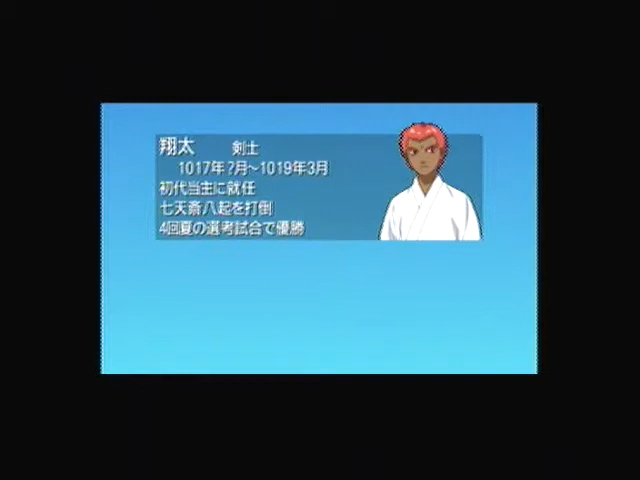 翔太 剣士
1017年?月～1019年3月
初代当主に就任
七天斎八起を打倒
4回夏の選考試合で優勝